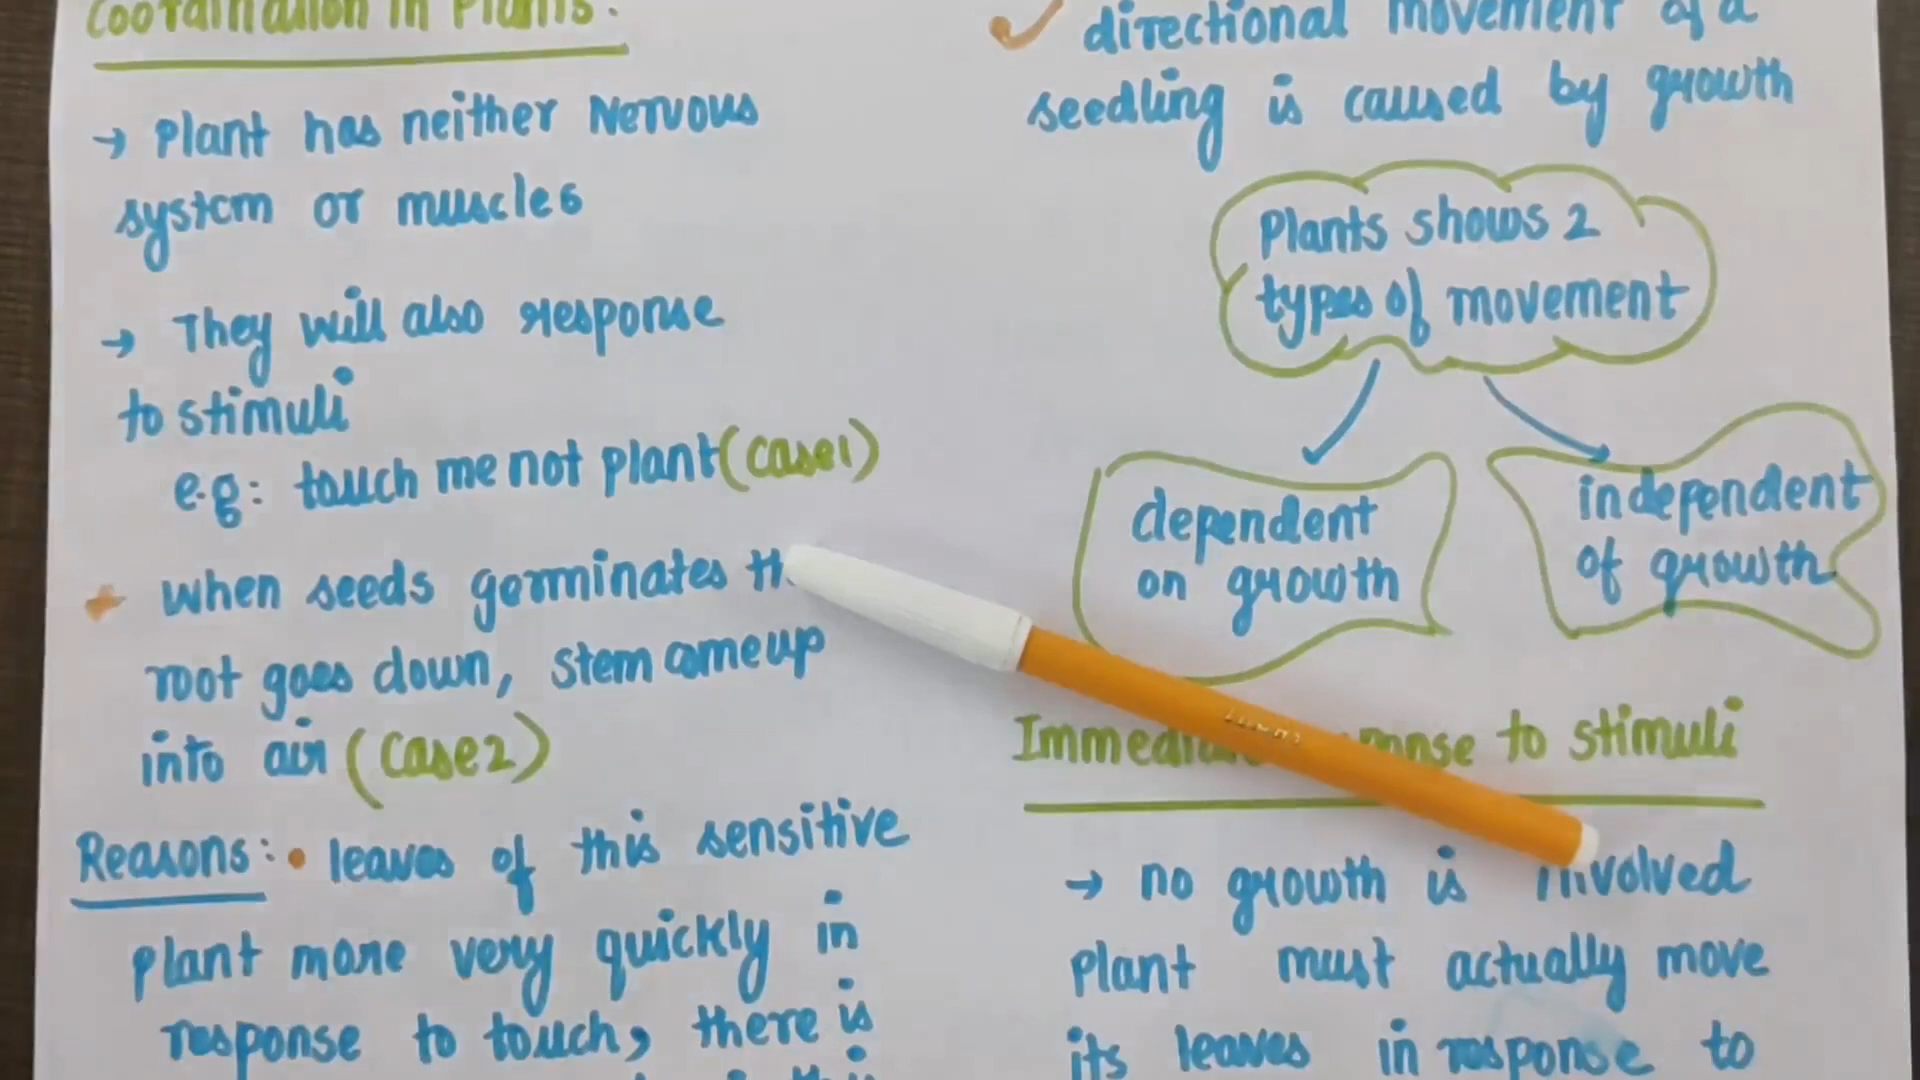 Coordination in Plants:
→ Plant has neither Nervous
system or muscles
→ They will also response
to stimuli
e.g: touch me not plant (case1)
when seeds germinates
root goes down, stem comeup
into air (case2)
Reasons: • leaves of this sensitive
plant move very quickly in
response to touch, there is
✓ directional movement of a
seedling is caused by growth
Plants shows 2
types of movement
dependent
on growth
independent
of growth
to stimuli
→ no growth is involved
plant must actually move
its leaves in response to